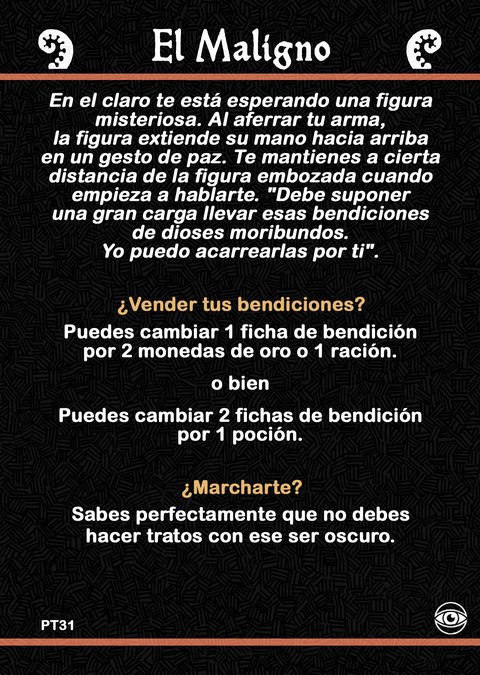 El Maligno
En el claro te está esperando una figura
misteriosa. Al aferrar tu arma,
la figura extiende su mano hacia arriba
en un gesto de paz. Te mantienes a cierta
distancia de la figura embozada cuando
empieza a hablarte. "Debe suponer
una gran carga llevar esas bendiciones
de dioses moribundos.
Yo puedo acarrearlas por ti".
¿Vender tus bendiciones?
Puedes cambiar 1 ficha de bendición
por 2 monedas de oro o 1 ración.
o bien
Puedes cambiar 2 fichas de bendición
por 1 poción.
¿Marcharte?
Sabes perfectamente que no debes
hacer tratos con ese ser oscuro.
PT31